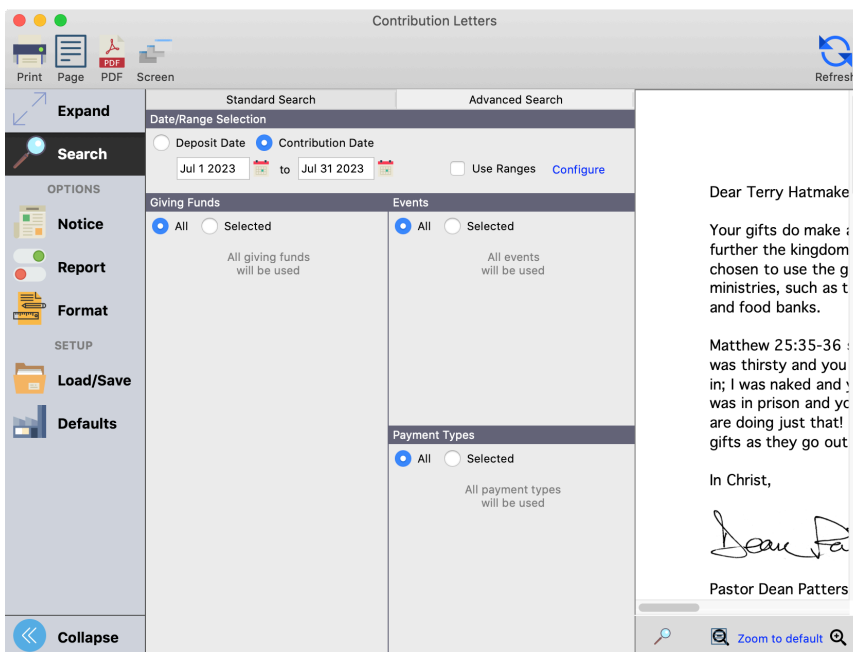 Contribution Letters
Print Page PDF Screen Refresh
Expand
Search
OPTIONS
Notice
Report
Format
SETUP
Load/Save
Defaults
Collapse
Standard Search Advanced Search
Date/Range Selection
Deposit Date Contribution Date
Jul 1 2023 to Jul 31 2023 Use Ranges Configure
Giving Funds
All Selected
All giving funds
will be used
Events
All Selected
All events
will be used
Payment Types
All Selected
All payment types
will be used
Dear Terry Hatmake
Your gifts do make
further the kingdom
chosen to use the g
ministries, such as t
and food banks.
Matthew 25:35-36
was thirsty and you
in; I was naked and
was in prison and yo
are doing just that!
gifts as they go out
In Christ,
Dean Pa
Pastor Dean Patters
Zoom to default